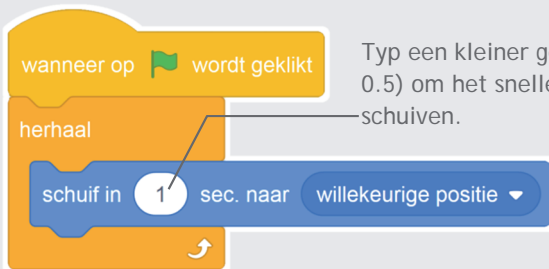 wanneer op wordt geklikt
Typ een kleiner
0.5) om het
schuiven.
herhaal
schuif in 1 sec. naar willekeurige positie